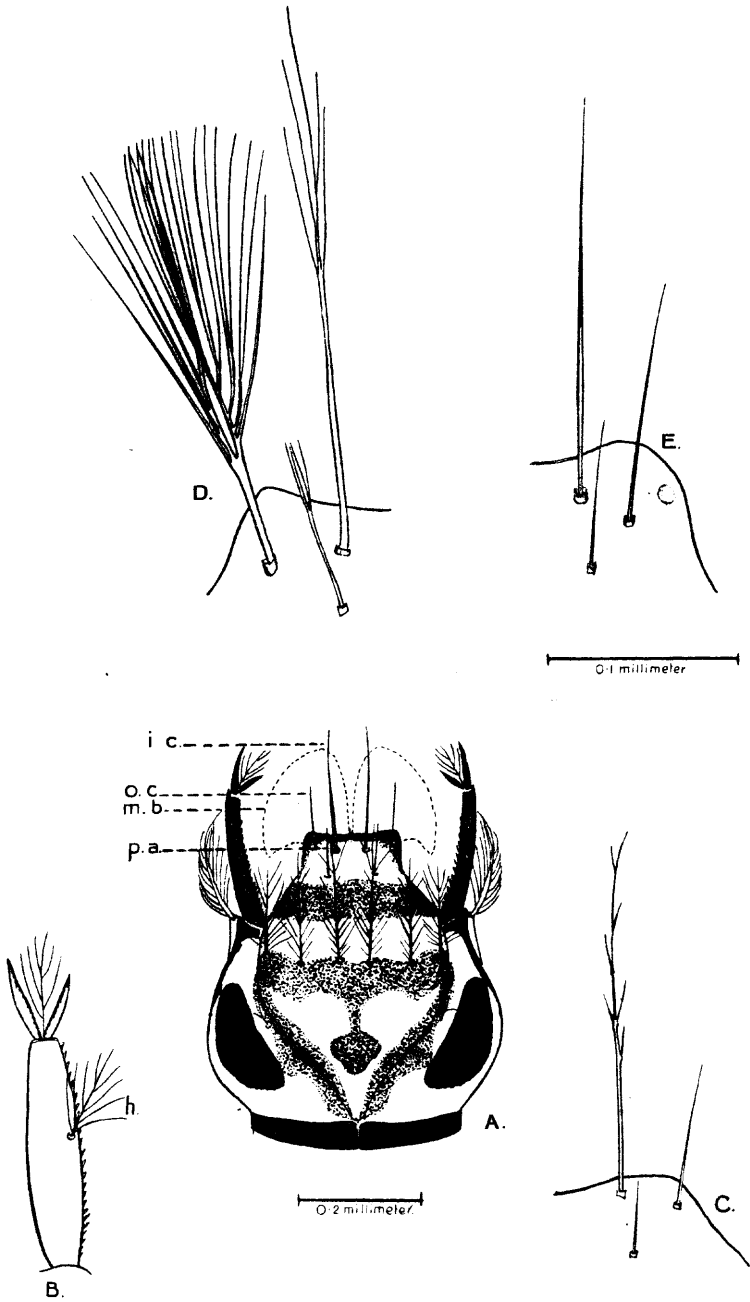 D.
E.
0·1 millimeter
i c.
o. c
m. b
p. a.
h.
A.
0·2 millimeter.
C.
B.